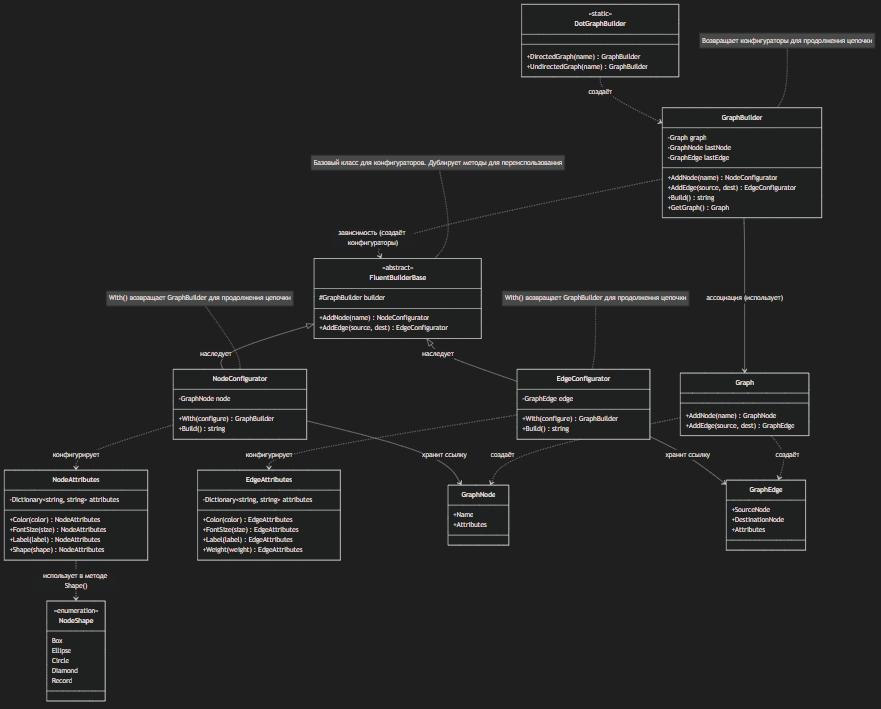 «static»
DotGraphBuilder
+DirectedGraph(name) : GraphBuilder
+UndirectedGraph(name) : GraphBuilder
Возвращает конфигураторы для продолжения цепочки
создаёт
GraphBuilder
-Graph graph
-GraphNode lastNode
-GraphEdge lastEdge
+AddNode(name) : NodeConfigurator
+AddEdge(source, dest) : EdgeConfigurator
+Build() : string
+GetGraph() : Graph
Базовый класс для конфигураторов. Дублирует методы для переиспользования
зависимость (создаёт
конфигураторы)
«abstract»
FluentBuilderBase
#GraphBuilder builder
+AddNode(name) : NodeConfigurator
+AddEdge(source, dest) : EdgeConfigurator
With() возвращает GraphBuilder для продолжения цепочки
With() возвращает GraphBuilder для продолжения цепочки
ассоциация (использует)
наследует
наследует
NodeConfigurator
-GraphNode node
+With(configure) : GraphBuilder
+Build() : string
EdgeConfigurator
-GraphEdge edge
+With(configure) : GraphBuilder
+Build() : string
Graph
+AddNode(name) : GraphNode
+AddEdge(source, dest) : GraphEdge
конфигурирует
конфигурирует
хранит ссылку
создаёт
хранит ссылку
создаёт
NodeAttributes
-Dictionary<string, string> attributes
+Color(color) : NodeAttributes
+FontSize(size) : NodeAttributes
+Label(label) : NodeAttributes
+Shape(shape) : NodeAttributes
EdgeAttributes
-Dictionary<string, string> attributes
+Color(color) : EdgeAttributes
+FontSize(size) : EdgeAttributes
+Label(label) : EdgeAttributes
+Weight(weight) : EdgeAttributes
GraphNode
+Name
+Attributes
GraphEdge
+SourceNode
+DestinationNode
+Attributes
использует в методе
Shape()
«enumeration»
NodeShape
Box
Ellipse
Circle
Diamond
Record